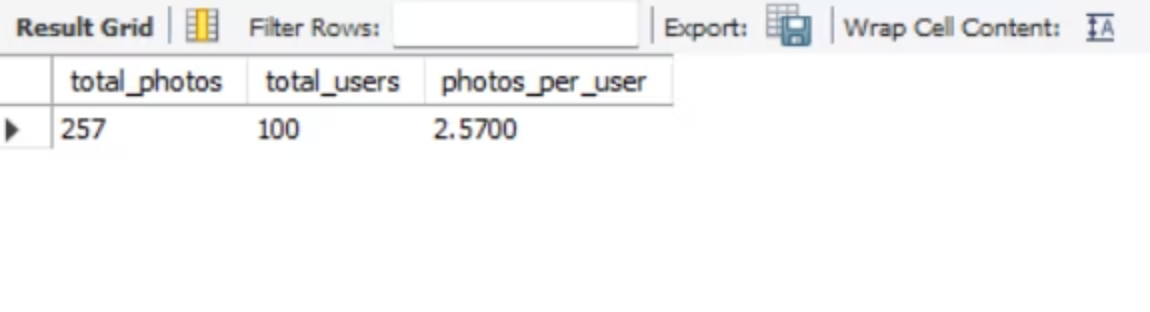 Result Grid Filter Rows: Export: Wrap Cell Content: A
total_photos total_users photos_per_user
257 100 2.5700